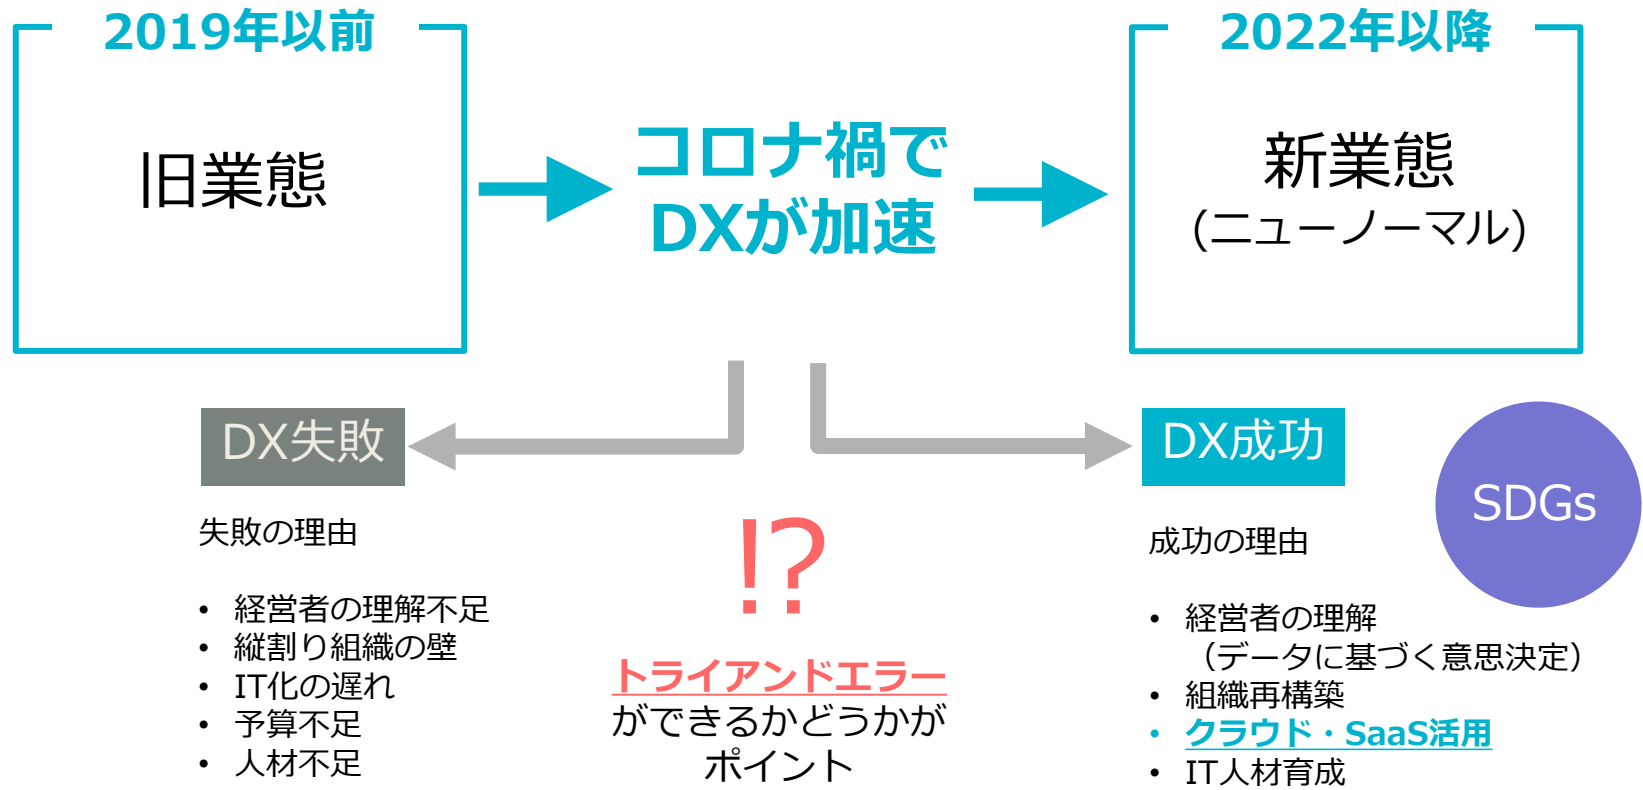 2019年以前
旧業態
コロナ禍で
DXが加速
2022年以降
新業態
(ニューノーマル)
DX失敗
失敗の理由
• 経営者の理解不足
• 縦割り組織の壁
• IT化の遅れ
• 予算不足
• 人材不足
!?
トライアンドエラー
ができるかどうかが
ポイント
DX成功
SDGs
成功の理由
• 経営者の理解
（データに基づく意思決定）
• 組織再構築
• クラウド・SaaS活用
• IT人材育成